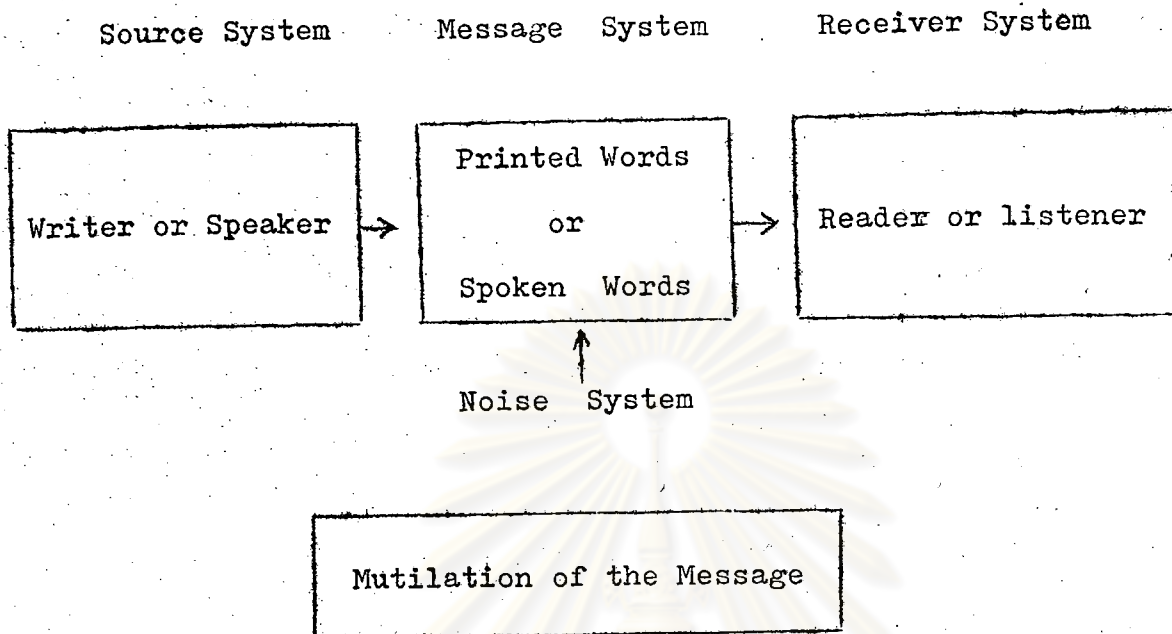 Source System Message System Receiver System
Printed Words
Writer or Speaker or Reader or listener
Spoken Words
Noise System
Mutilation of the Message